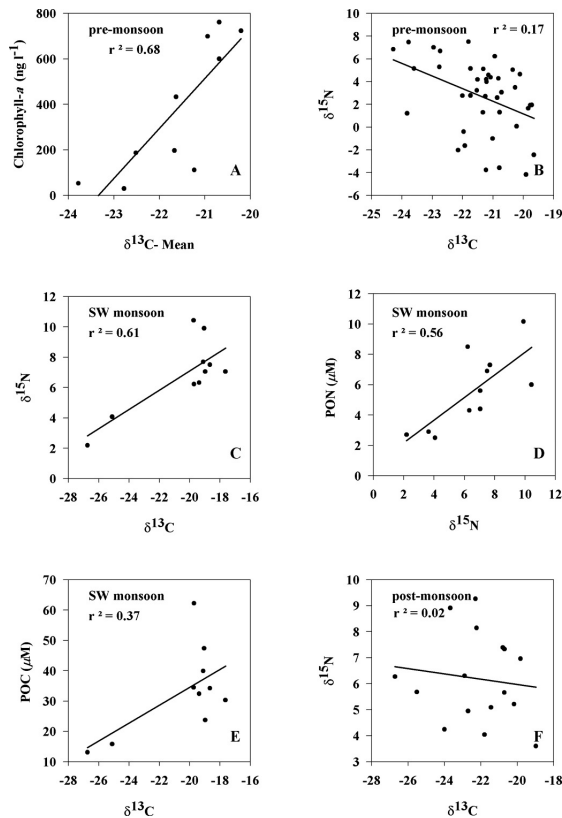 pre-monsoon
r ² = 0.68
Chlorophyll-a (ng l⁻¹)
800
600
400
200
0
A
-24 -23 -22 -21 -20
δ¹³C- Mean
pre-monsoon
r ² = 0.17
δ¹⁵N
8
6
4
2
0
-2
-4
-6
B
-25 -24 -23 -22 -21 -20 -19
δ¹³C
SW monsoon
r ² = 0.61
δ¹⁵N
12
10
8
6
4
2
0
C
-28 -26 -24 -22 -20 -18 -16
δ¹³C
SW monsoon
r ² = 0.56
PON (μM)
12
10
8
6
4
2
0
D
0 2 4 6 8 10 12
δ¹⁵N
SW monsoon
r ² = 0.37
POC (μM)
70
60
50
40
30
20
10
E
-28 -26 -24 -22 -20 -18 -16
δ¹³C
post-monsoon
r ² = 0.02
δ¹⁵N
10
9
8
7
6
5
4
3
F
-28 -26 -24 -22 -20 -18
δ¹³C